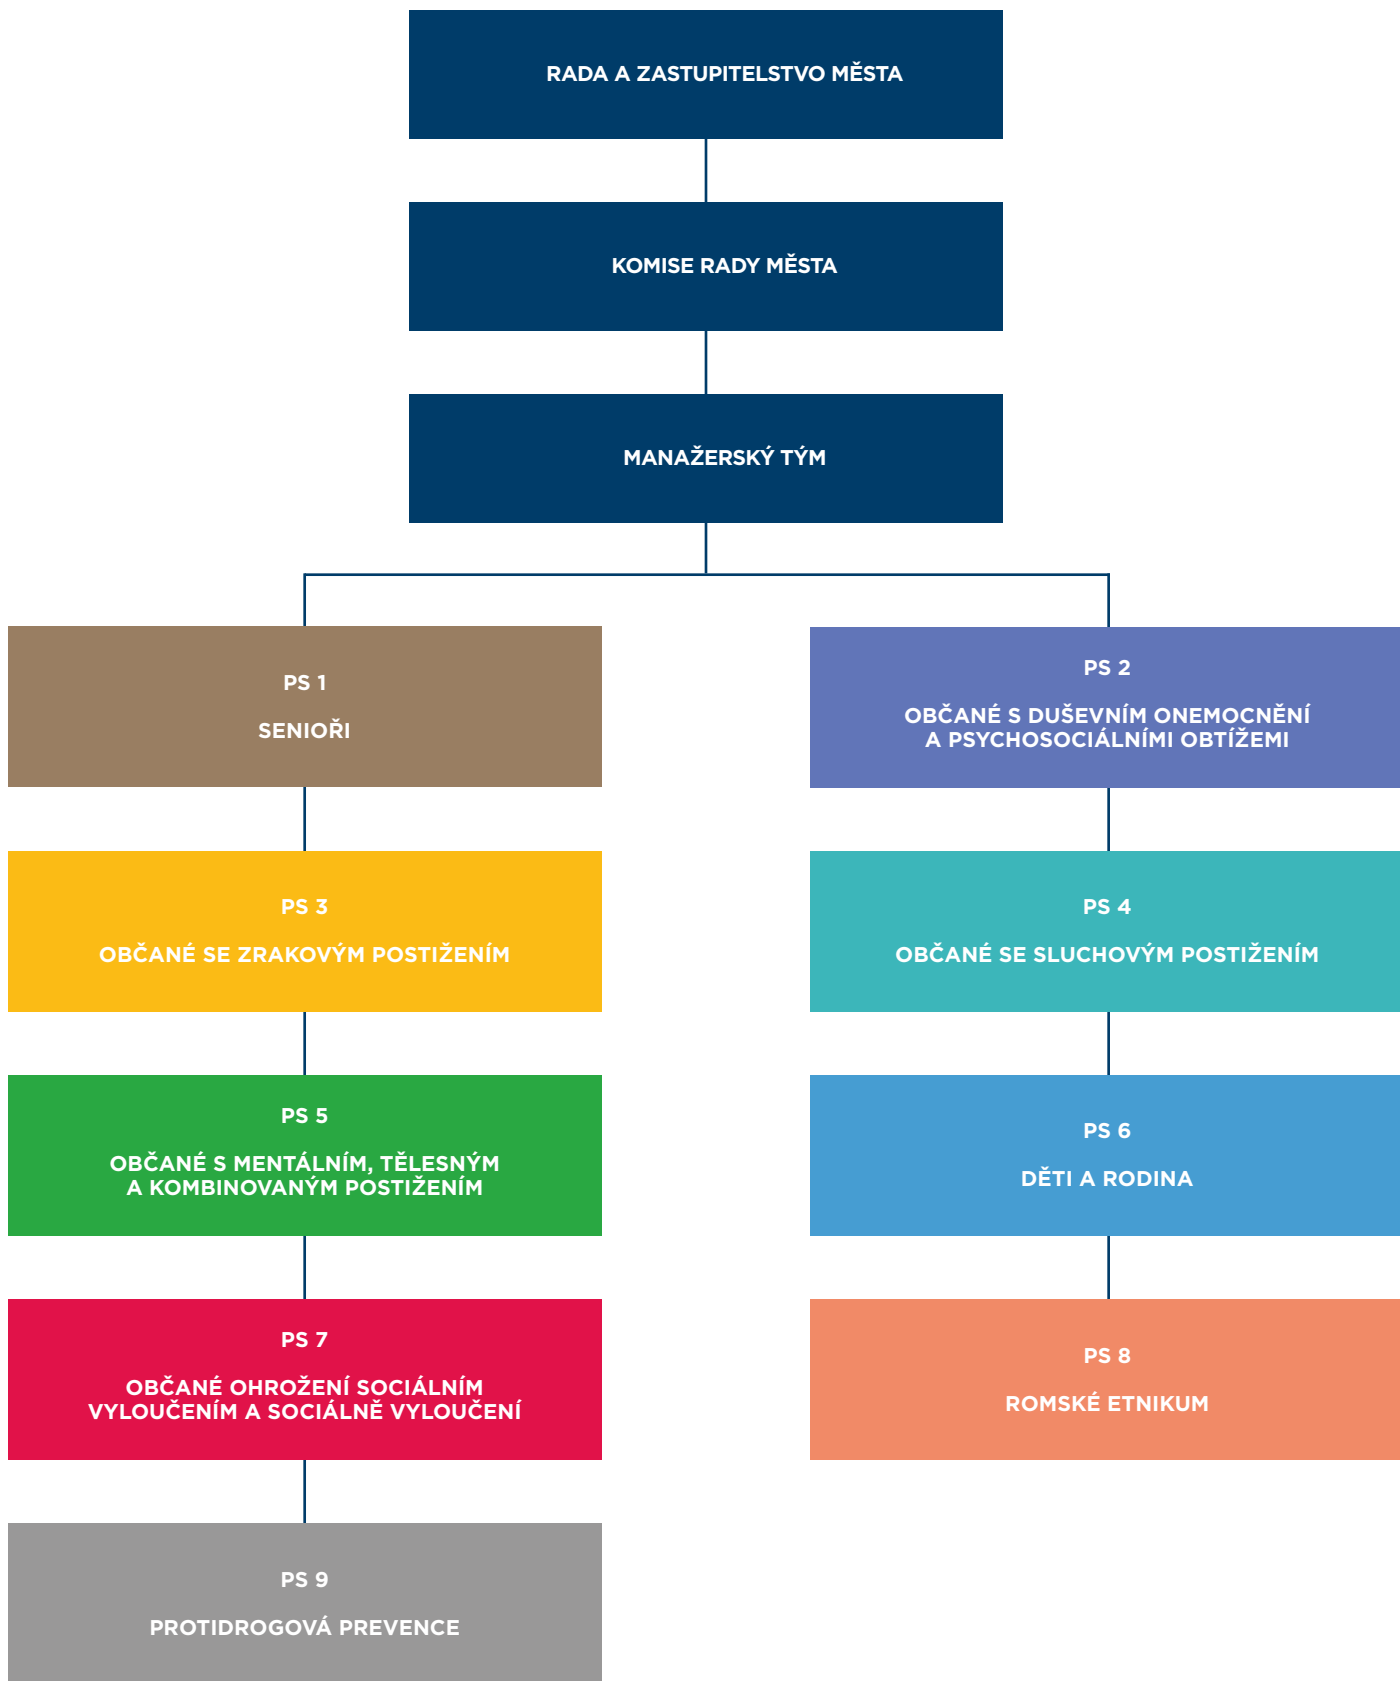 RADA A ZASTUPITELSTVO MĚSTA
KOMISE RADY MĚSTA
MANAŽERSKÝ TÝM
PS 1
SENIOŘI
PS 2
OBČANÉ S DUŠEVNÍM ONEMOCNĚNÍ
A PSYCHOSOCIÁLNÍMI OBTÍŽEMI
PS 3
OBČANÉ SE ZRAKOVÝM POSTIŽENÍM
PS 4
OBČANÉ SE SLUCHOVÝM POSTIŽENÍM
PS 5
OBČANÉ S MENTÁLNÍM, TĚLESNÝM
A KOMBINOVANÝM POSTIŽENÍM
PS 6
DĚTI A RODINA
PS 7
OBČANÉ OHROŽENÍ SOCIÁLNÍM
VYLOUČENÍM A SOCIÁLNĚ VYLOUČENÍ
PS 8
ROMSKÉ ETNIKUM
PS 9
PROTIDROGOVÁ PREVENCE